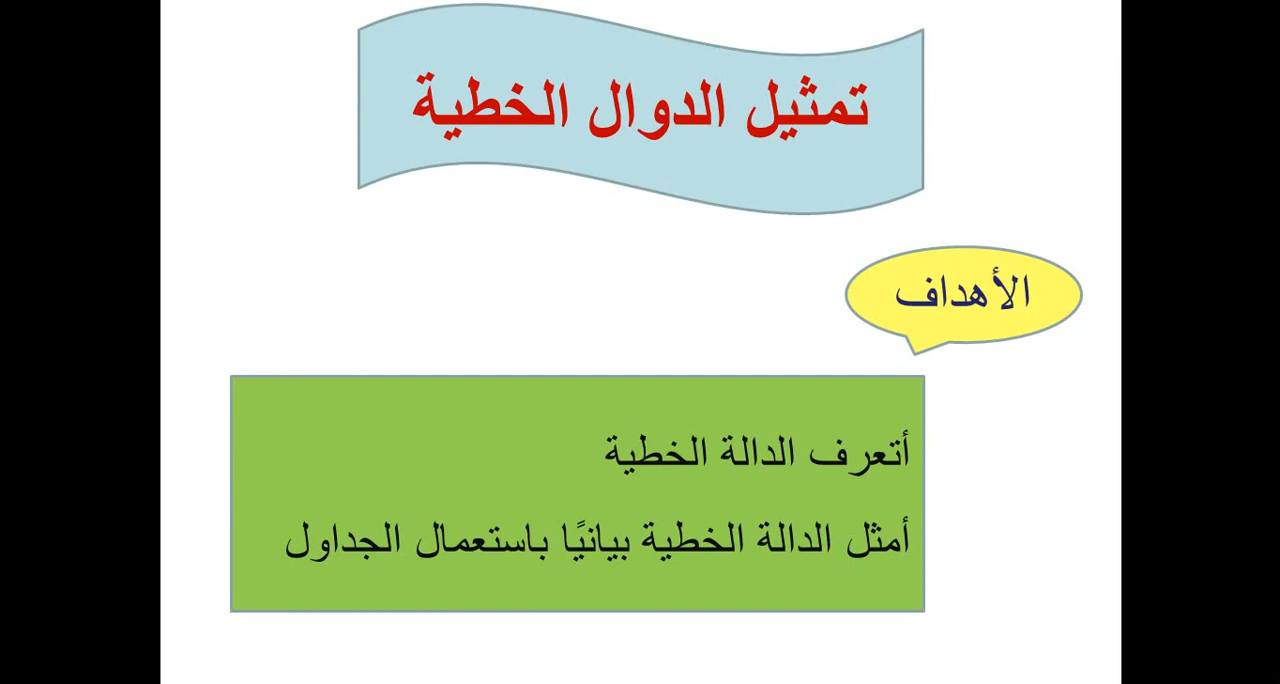 تمثيل الدوال الخطية
الأهداف
أتعرف الدالة الخطية
أمثل الدالة الخطية بيانيًا باستعمال الجداول